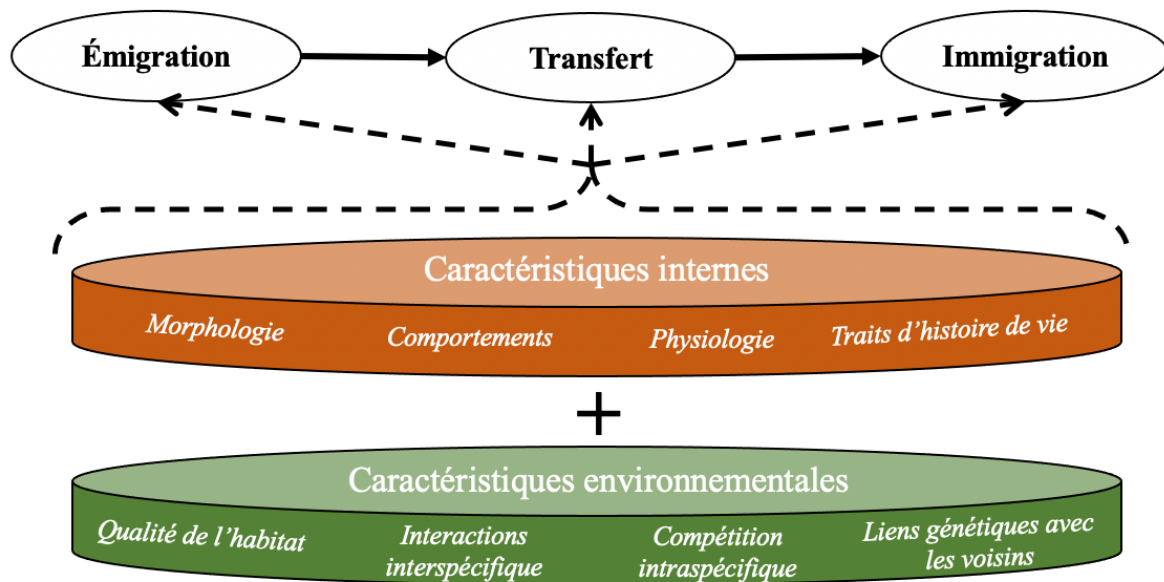 Émigration
Transfert
Immigration
Caractéristiques internes
Morphologie
Comportements
Physiologie
Traits d'histoire de vie
+
Caractéristiques environnementales
Qualité de l'habitat
Interactions
interspécifique
Compétition
intraspécifique
Liens génétiques avec
les voisins